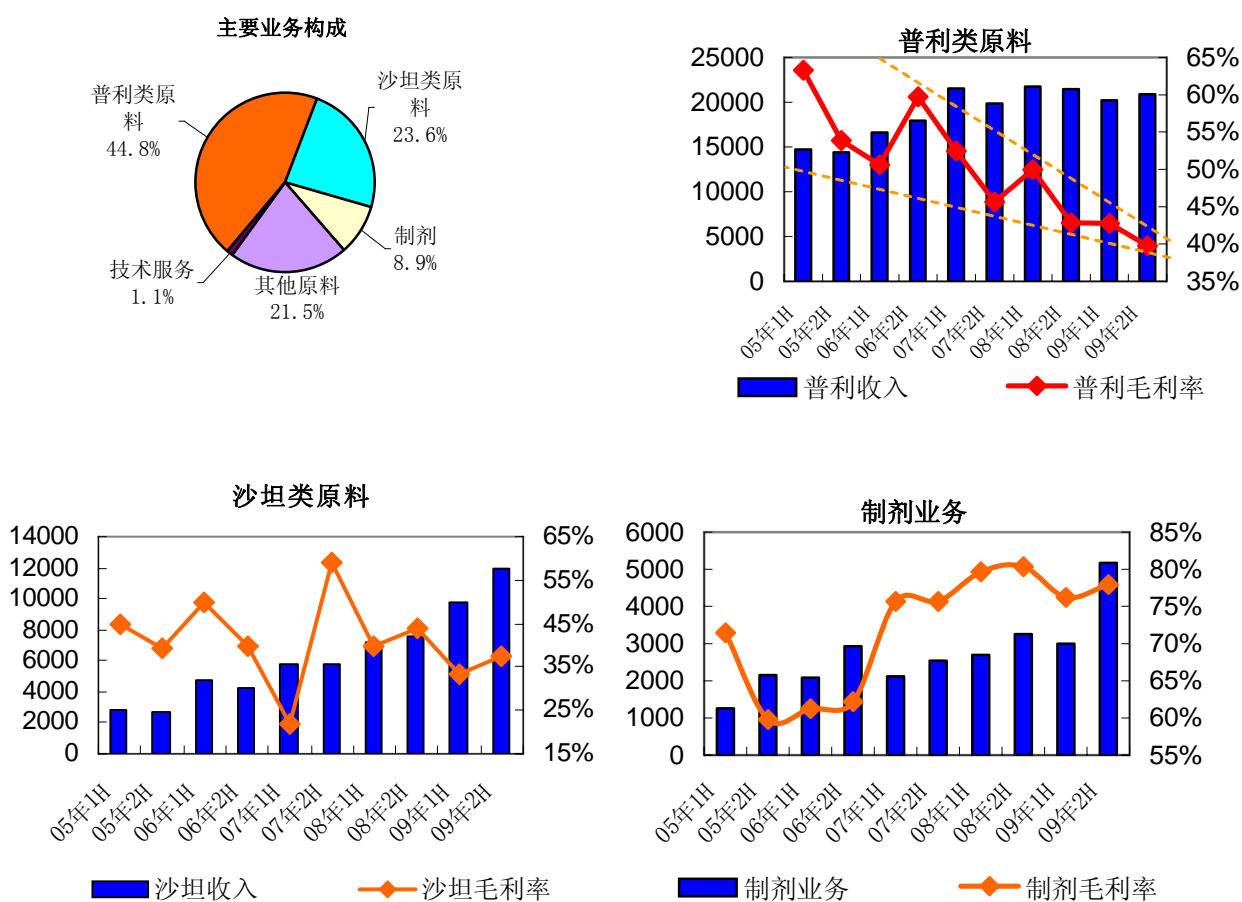 主要业务构成
普利类原
料
44.8%
沙坦类原
料
23.6%
制剂
8.9%
其他原料
21.5%
技术服务
1.1%
普利类原料
25000
20000
15000
10000
5000
0
65%
60%
55%
50%
45%
40%
35%
05年1H
05年2H
06年1H
06年2H
07年1H
07年2H
08年1H
08年2H
09年1H
09年2H
普利收入
普利毛利率
沙坦类原料
14000
12000
10000
8000
6000
4000
2000
0
65%
55%
45%
35%
25%
15%
05年1H
05年2H
06年1H
06年2H
07年1H
07年2H
08年1H
08年2H
09年1H
09年2H
沙坦收入
沙坦毛利率
制剂业务
6000
5000
4000
3000
2000
1000
0
85%
80%
75%
70%
65%
60%
55%
05年1H
05年2H
06年1H
06年2H
07年1H
07年2H
08年1H
08年2H
09年1H
09年2H
制剂业务
制剂毛利率